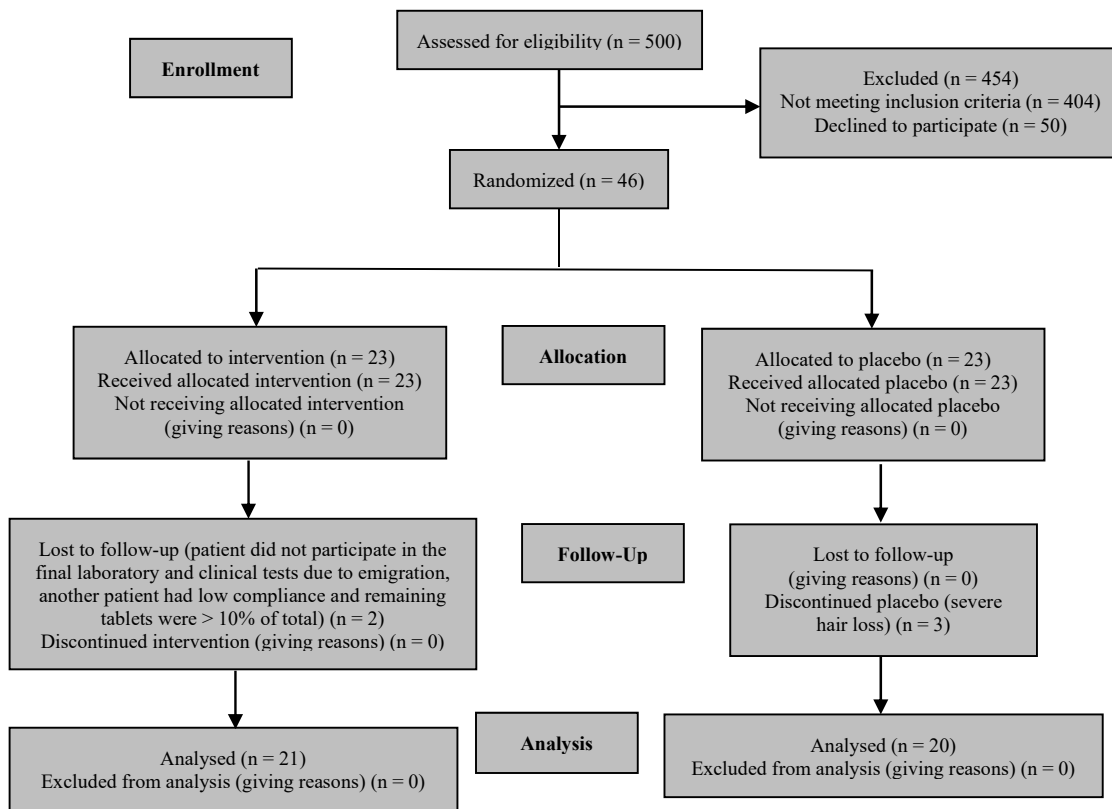 Assessed for eligibility (n = 500)
Enrollment
Excluded (n = 454)
Not meeting inclusion criteria (n = 404)
Declined to participate (n = 50)
Randomized (n = 46)
Allocated to intervention (n = 23)
Received allocated intervention (n = 23)
Not receiving allocated intervention
(giving reasons) (n = 0)
Allocation
Allocated to placebo (n = 23)
Received allocated placebo (n = 23)
Not receiving allocated placebo
(giving reasons) (n = 0)
Lost to follow-up (patient did not participate in the
final laboratory and clinical tests due to emigration,
another patient had low compliance and remaining
tablets were > 10% of total) (n = 2)
Discontinued intervention (giving reasons) (n = 0)
Follow-Up
Lost to follow-up
(giving reasons) (n = 0)
Discontinued placebo (severe
hair loss) (n = 3)
Analysed (n = 21)
Excluded from analysis (giving reasons) (n = 0)
Analysis
Analysed (n = 20)
Excluded from analysis (giving reasons) (n = 0)